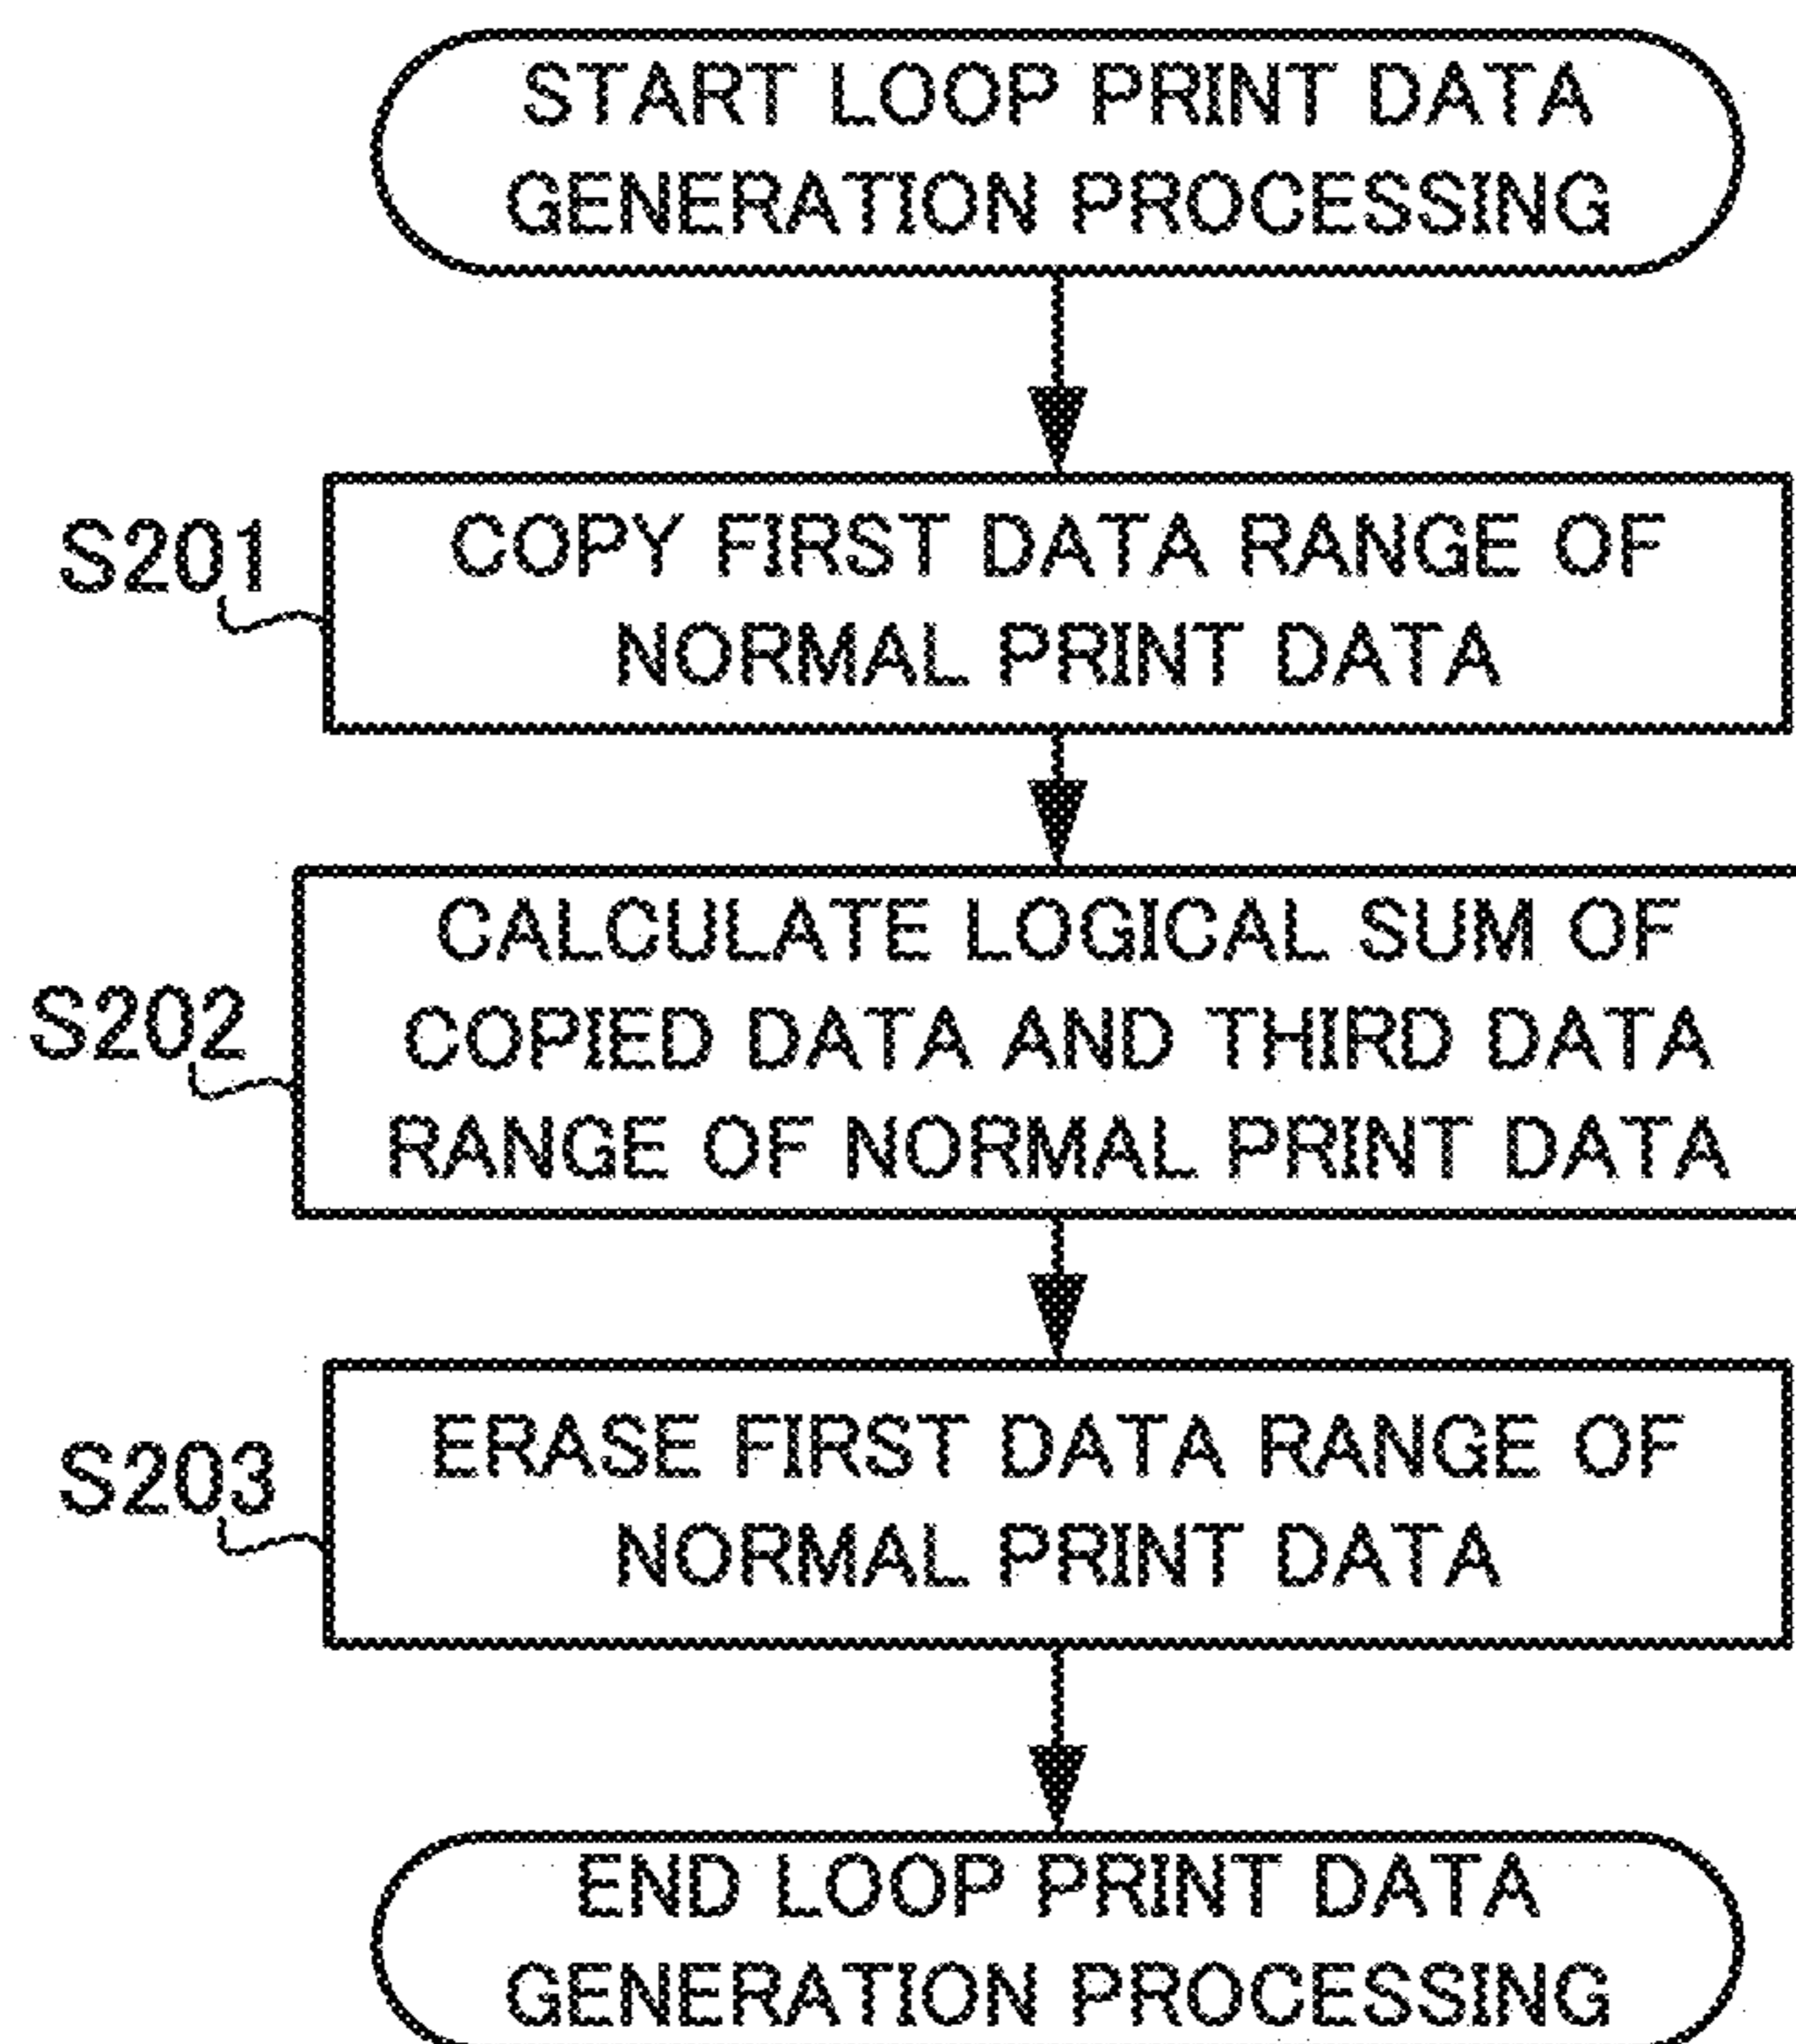 START LOOP PRINT DATA
GENERATION PROCESSING
S201
COPY FIRST DATA RANGE OF
NORMAL PRINT DATA
S202
CALCULATE LOGICAL SUM OF
COPIED DATA AND THIRD DATA
RANGE OF NORMAL PRINT DATA
S203
ERASE FIRST DATA RANGE OF
NORMAL PRINT DATA
END LOOP PRINT DATA
GENERATION PROCESSING